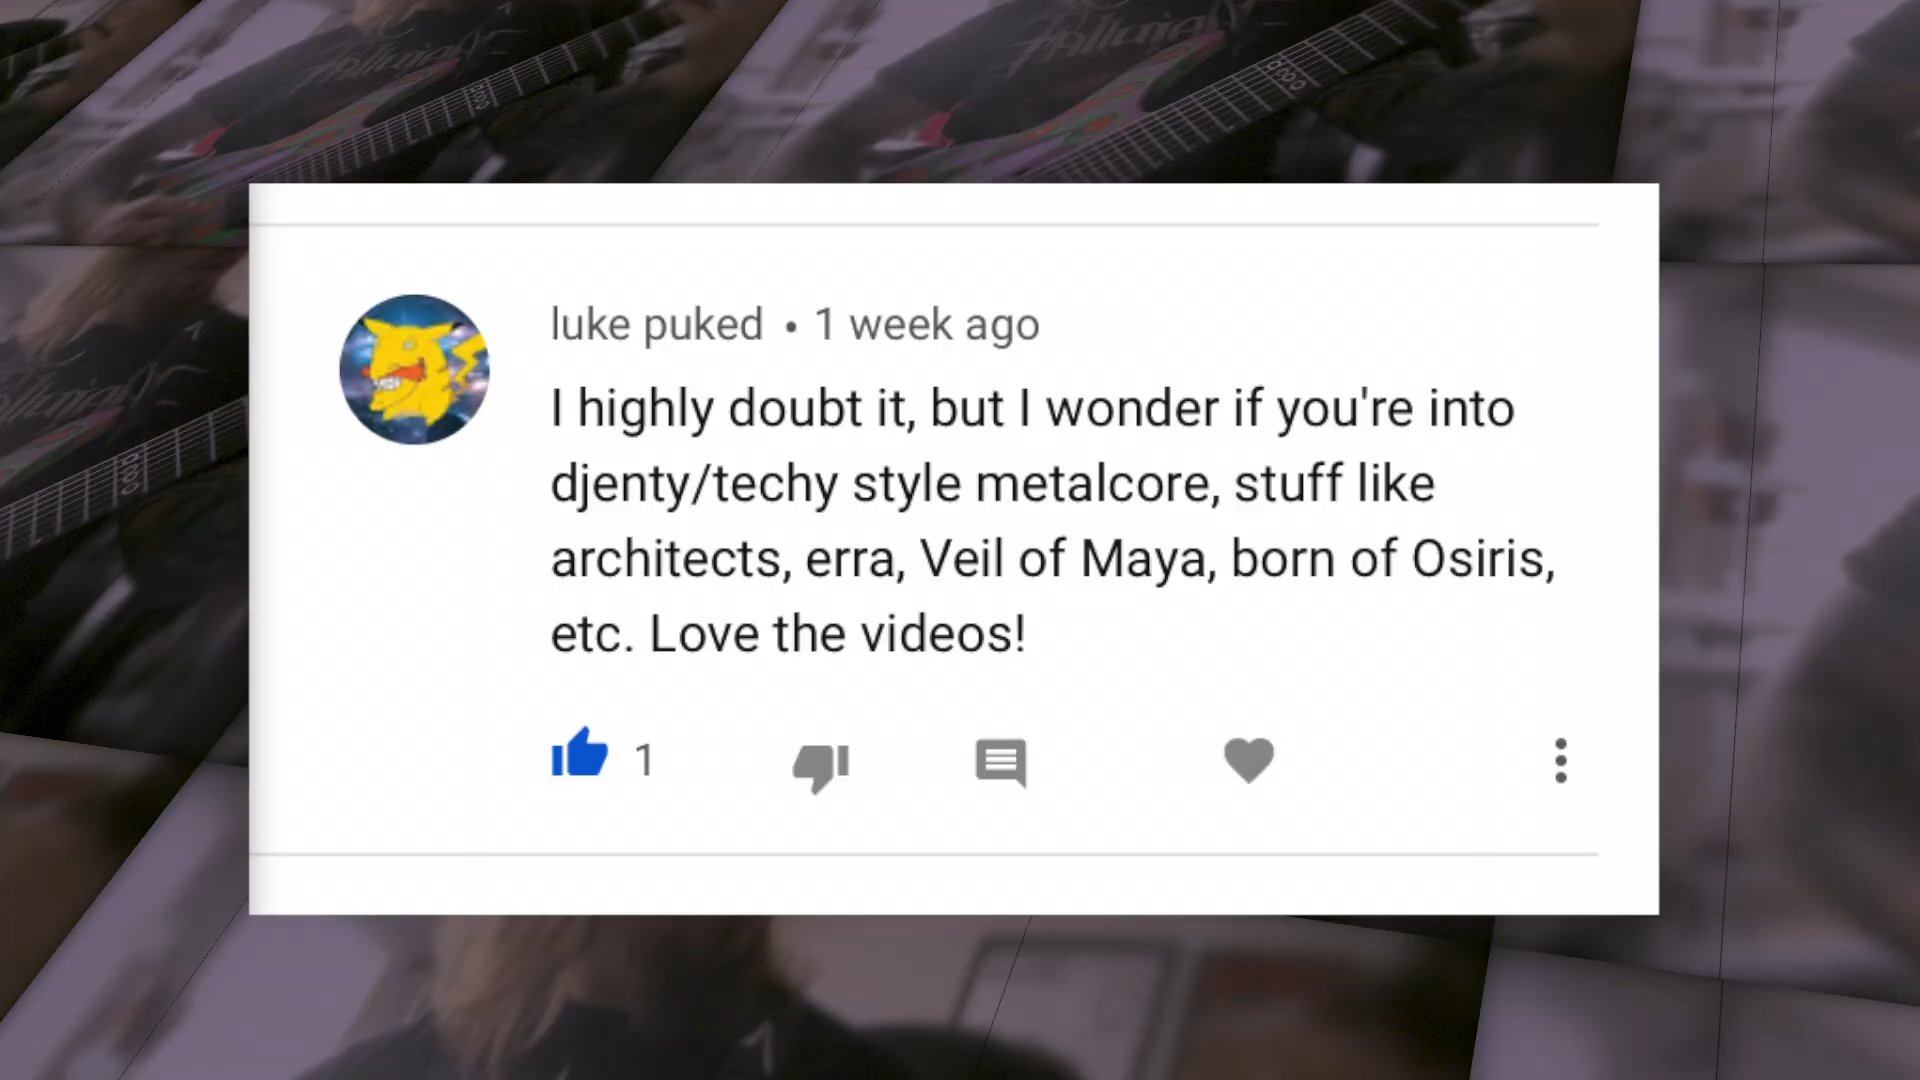 luke puked • 1 week ago
I highly doubt it, but I wonder if you're into
djenty/techy style metalcore, stuff like
architects, erra, Veil of Maya, born of Osiris,
etc. Love the videos!
1